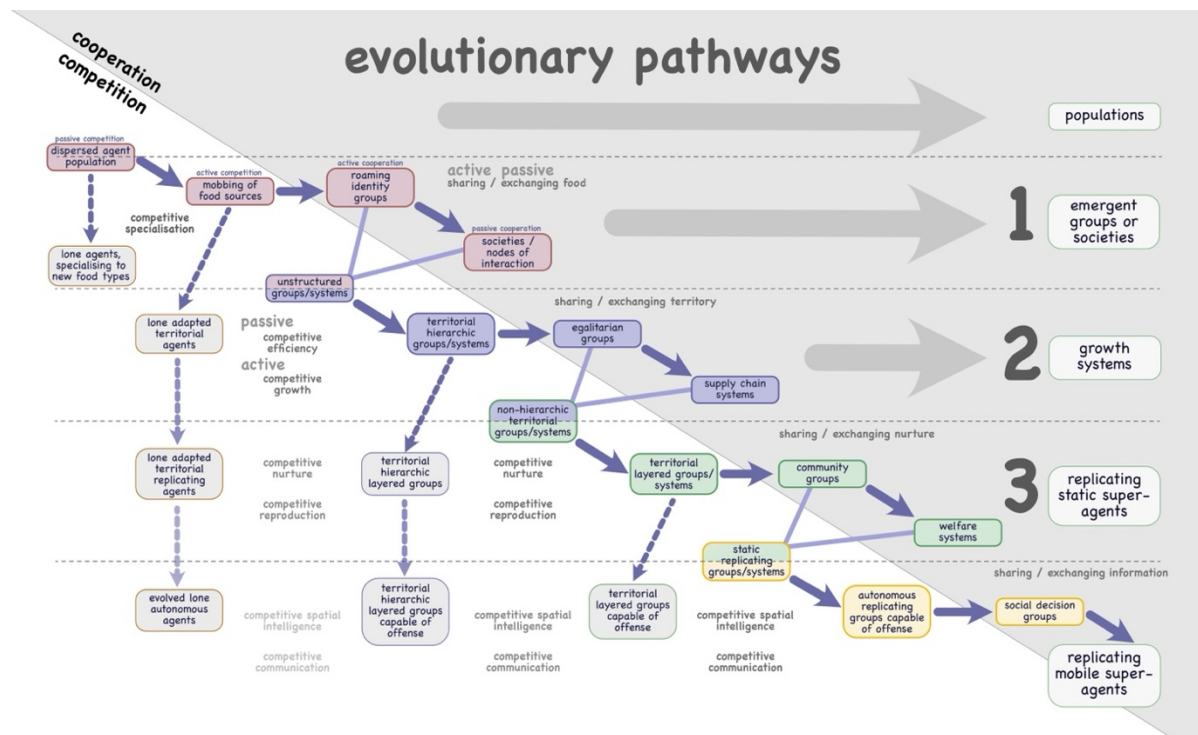 evolutionary pathways
cooperation
competition
populations
passive competition
dispersed agent
population
active competition
mobbing of
food sources
active cooperation
roaming
identity
groups
active passive
sharing / exchanging food
1
emergent
groups or
societies
competitive
specialisation
passive cooperation
societies /
nodes of
interaction
lone agents,
specialising to
new food types
unstructured
groups/systems
sharing / exchanging territory
lone adapted
territorial
agents
passive
competitive
efficiency
active
competitive
growth
territorial
hierarchic
groups/systems
egalitarian
groups
2
growth
systems
supply chain
systems
non-hierarchic
territorial
groups/systems
sharing / exchanging nurture
lone adapted
territorial
replicating
agents
competitive
nurture
competitive
reproduction
territorial
hierarchic
layered groups
competitive
nurture
competitive
reproduction
territorial
layered groups/
systems
community
groups
3
replicating
static super-
agents
welfare
systems
static
replicating
groups/systems
sharing / exchanging information
evolved lone
autonomous
agents
competitive spatial
intelligence
competitive
communication
territorial
hierarchic
layered groups
capable of
offense
competitive spatial
intelligence
competitive
communication
territorial
layered groups
capable of
offense
competitive spatial
intelligence
competitive
communication
autonomous
replicating
groups capable
of offense
social decision
groups
replicating
mobile super-
agents